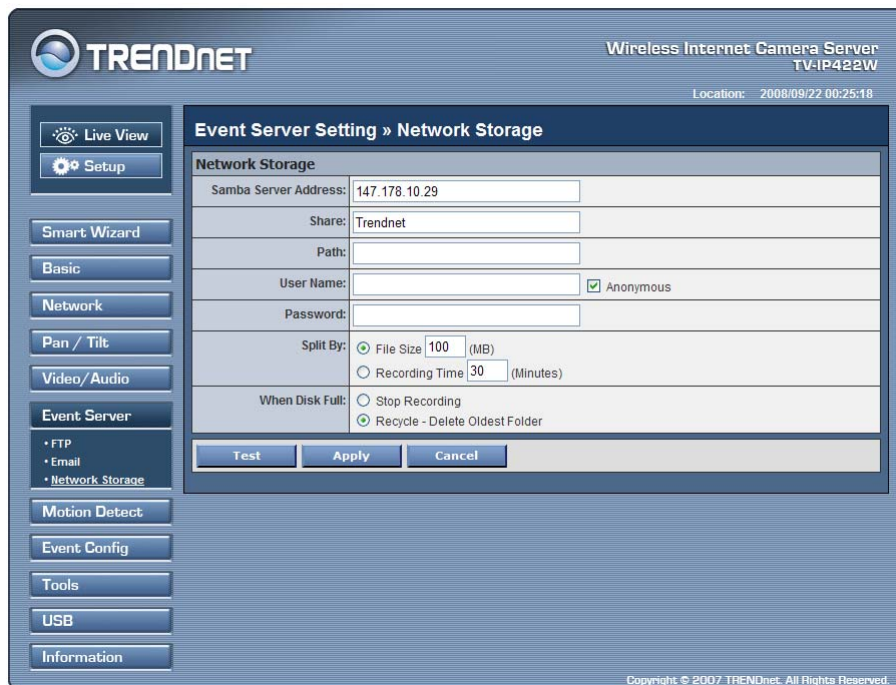 TRENDNET
Wireless Internet Camera Server
TV-IP422W
Location: 2008/09/22 00:25:18
Live View
Setup
Smart Wizard
Basic
Network
Pan / Tilt
Video/Audio
Event Server
• FTP
• Email
• Network Storage
Motion Detect
Event Config
Tools
USB
Information
Event Server Setting » Network Storage
Network Storage
Samba Server Address: 147.178.10.29
Share: Trendnet
Path:
User Name: Anonymous
Password:
Split By: File Size 100 (MB)
Recording Time 30 (Minutes)
When Disk Full: Stop Recording
Recycle - Delete Oldest Folder
Test Apply Cancel
Copyright © 2007 TRENDnet. All Rights Reserved.